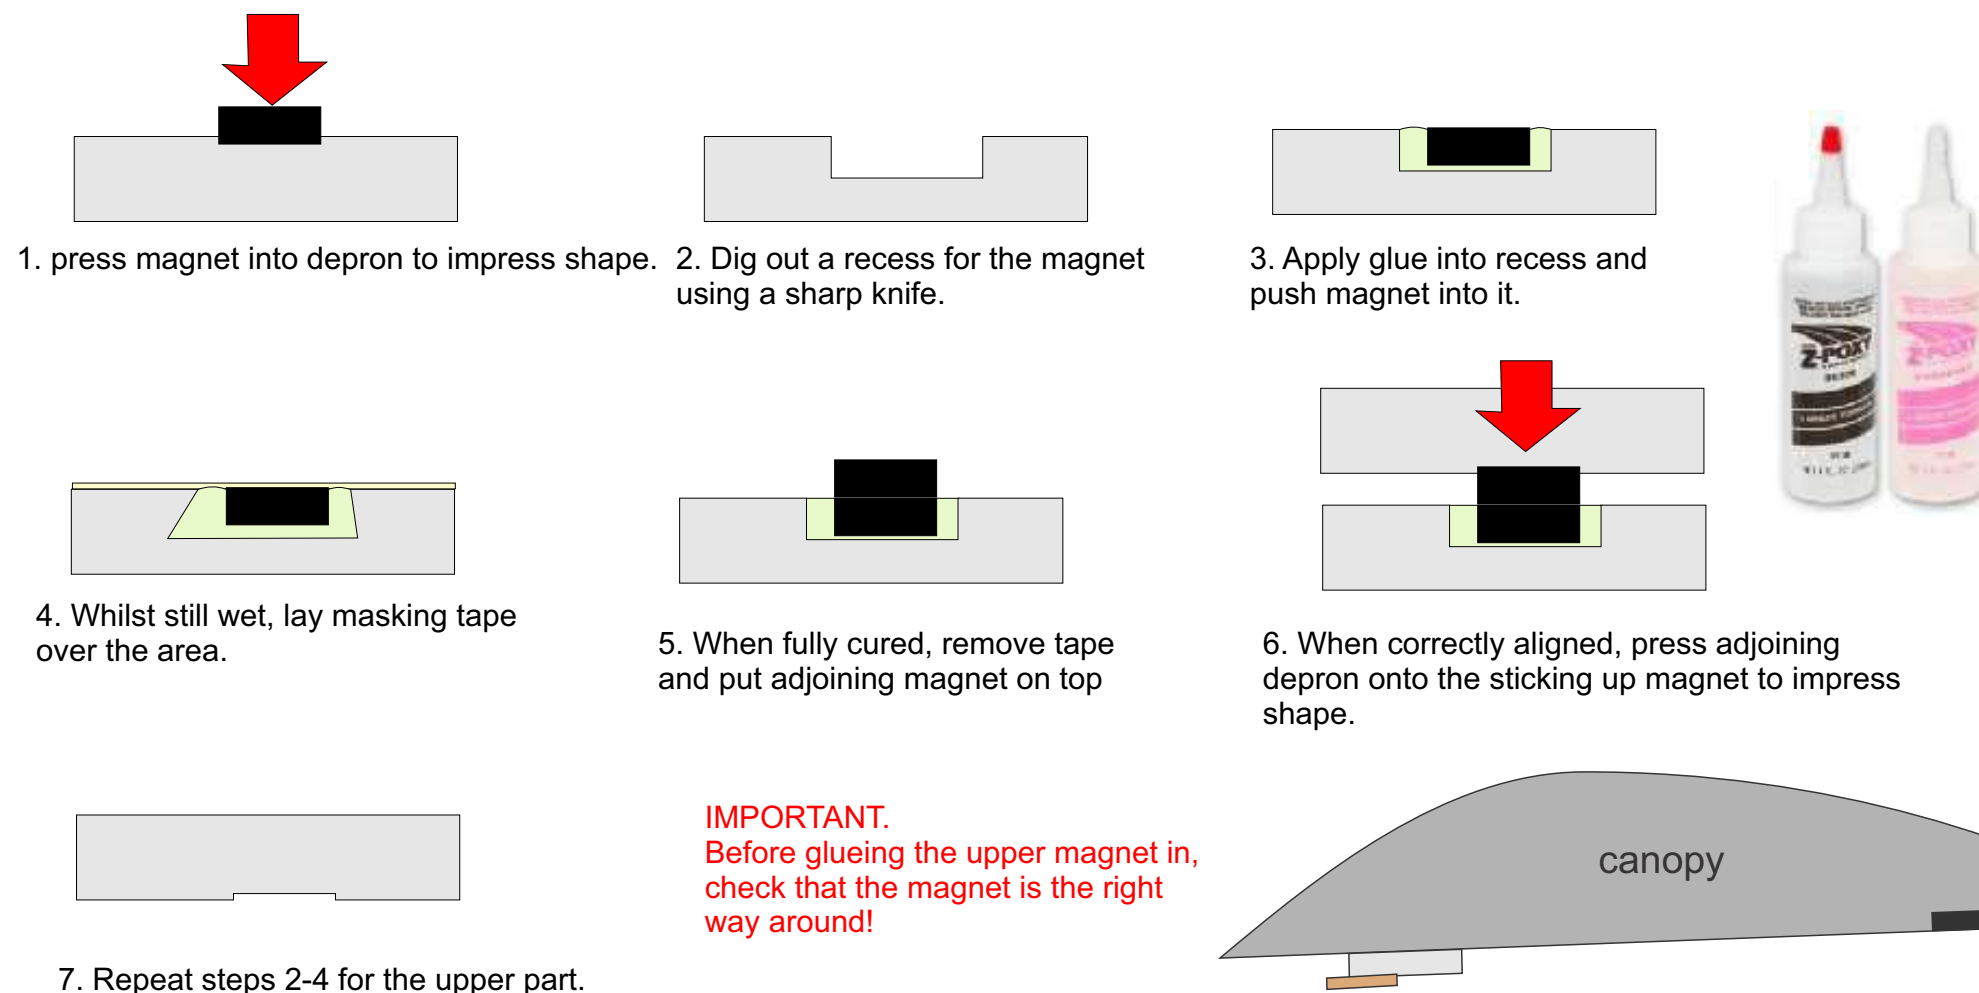 1. press magnet into depron to impress shape.
2. Dig out a recess for the magnet
using a sharp knife.
3. Apply glue into recess and
push magnet into it.
Z-POXY
Z-POXY
4. Whilst still wet, lay masking tape
over the area.
5. When fully cured, remove tape
and put adjoining magnet on top
6. When correctly aligned, press adjoining
depron onto the sticking up magnet to impress
shape.
IMPORTANT.
Before glueing the upper magnet in,
check that the magnet is the right
way around!
canopy
7. Repeat steps 2-4 for the upper part.